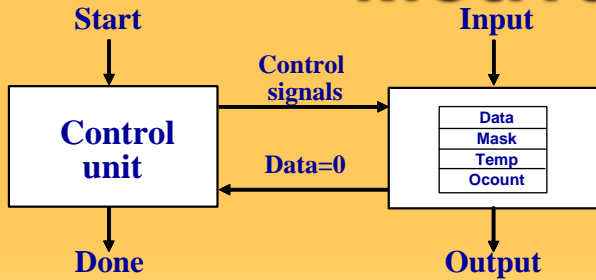 Start
Input
Control
signals
Control
unit
Data
Mask
Temp
Ocount
Data=0
Done
Output